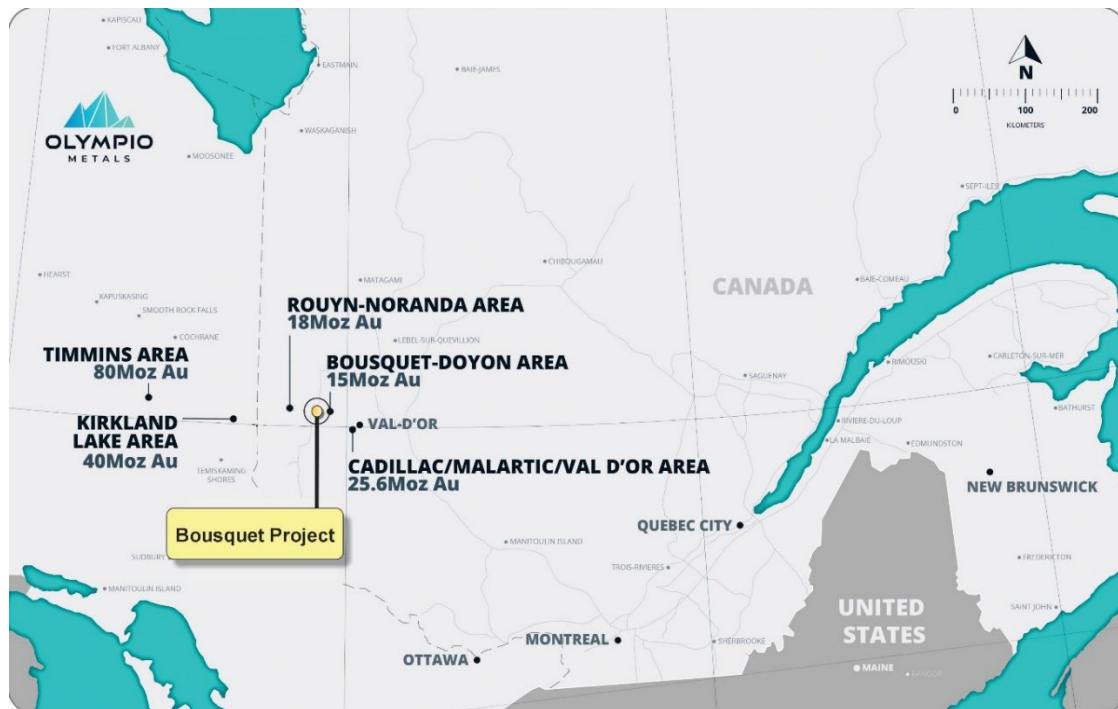 KAPISCAU
FORT ALBANY
EASTMAIN
BAIE-JAMES
N
0 100 200
KILOMETERS
OLYMPIO
METALS
WASKAGANISH
MOOSONEE
SEPT-ILES
HEARST
KAPUSKASING
SMOOTH ROCK FALLS
COCHRANE
MATAGAMI
CHIBOUGAMAU
CANADA
BAIE-COMEAU
ROUYN-NORANDA AREA
18Moz Au
LEBEL-SUR-QUEVILLION
TIMMINS AREA
80Moz Au
BOUSQUET-DOYON AREA
15Moz Au
SAGUENAY
RIMOUSKI
CARLETON-SUR-MER
BATHURST
KIRKLAND
LAKE AREA
40Moz Au
VAL-D'OR
RIVIERE-DU-LOUP
LA MALBAIE
EDMUNDSTON
TEMISKAMING
SHORES
CADILLAC/MALARTIC/VAL D'OR AREA
25.6Moz Au
NEW BRUNSWICK
Bousquet Project
QUEBEC CITY
SUDBURY
MANITOULIN ISLAND
MANITOULIN ISLAND
TROIS-RIVIERES
FREDERICTON
UNITED
STATES
SAINT JOHN
MONTREAL
SHERBROOKE
OTTAWA
MAINE
BANGOR